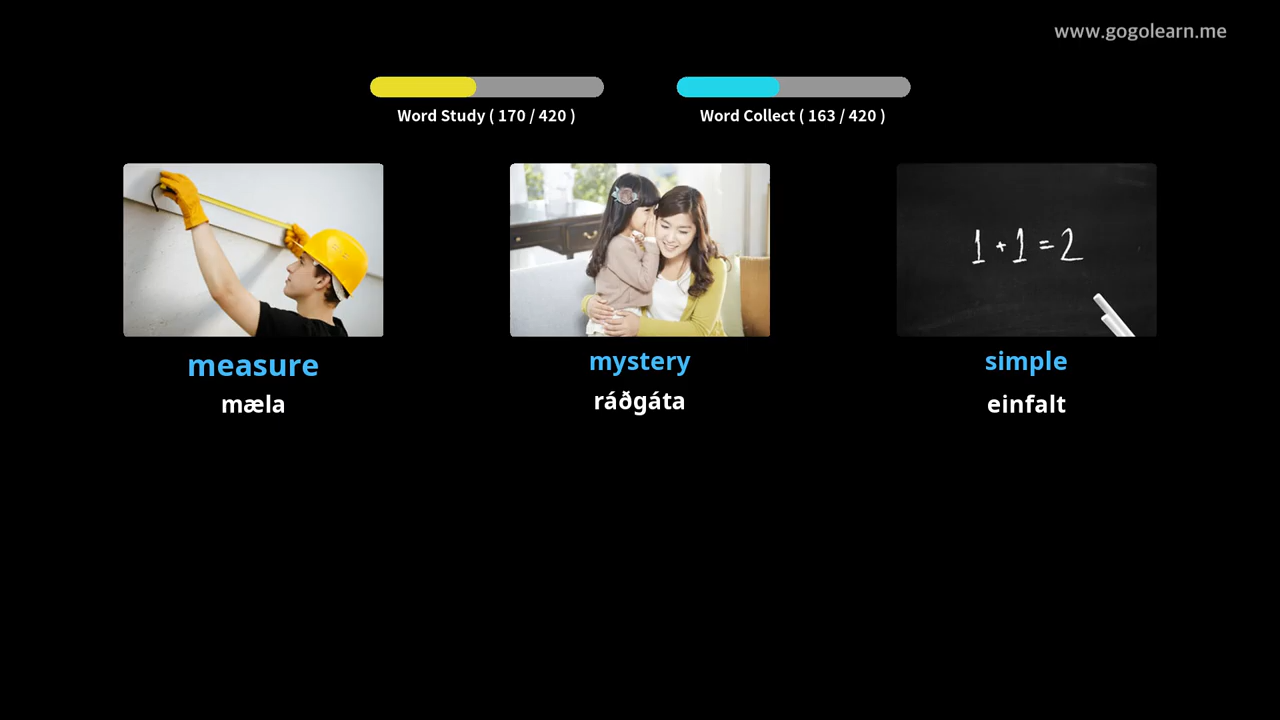 www.gogolearn.me
Word Study ( 170 / 420 )
Word Collect ( 163 / 420 )
1 + 1 = 2
measure
mæla
mystery
ráðgáta
simple
einfalt